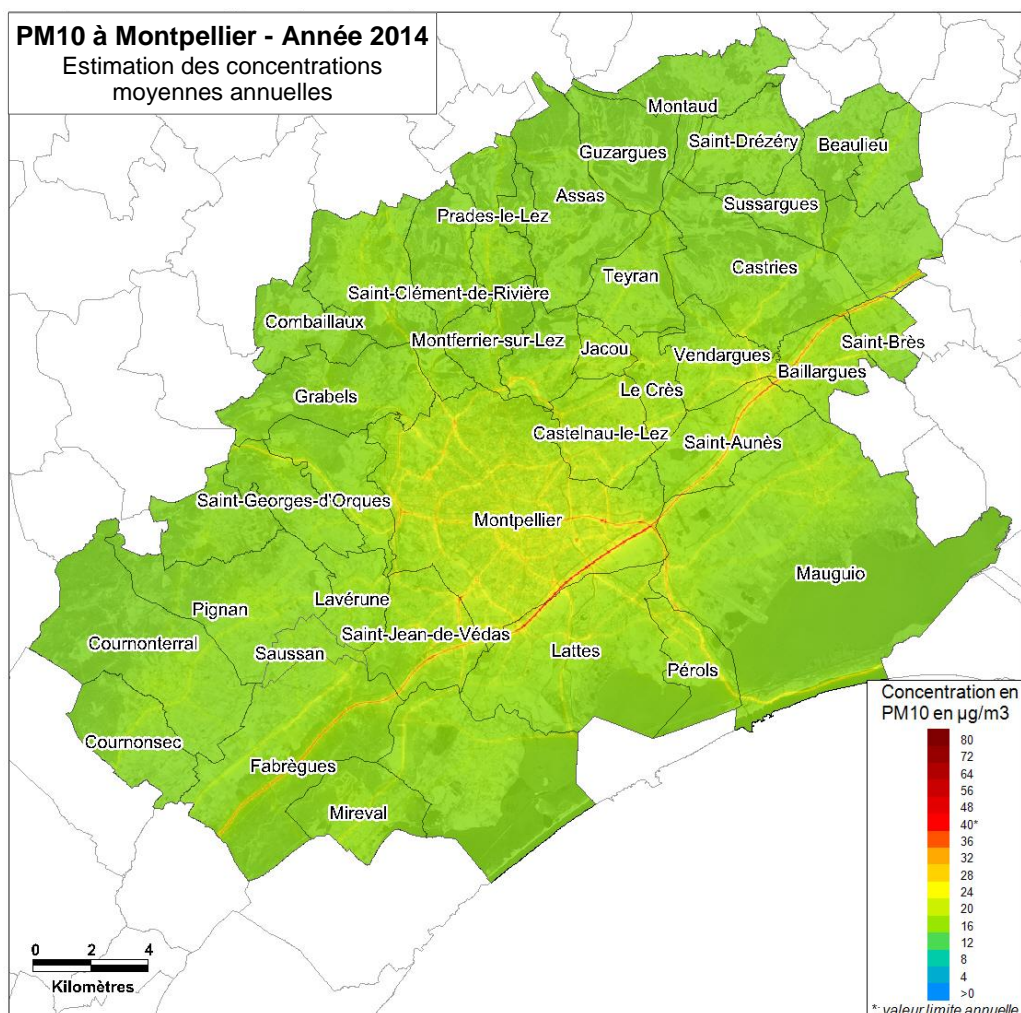 PM10 à Montpellier - Année 2014
Estimation des concentrations
moyennes annuelles
Montaud
Saint-Drézéry
Beaulieu
Guzargues
Assas
Sussargues
Prades-le-Lez
Castries
Teyran
Saint-Clément-de-Rivière
Combaillaux
Montferrier-sur-Lez
Jacou
Vendargues
Saint-Brès
Baillargues
Le Crès
Grabels
Castelnau-le-Lez
Saint-Aunès
Saint-Georges-d'Orques
Montpellier
Mauguio
Lavérune
Pignan
Saint-Jean-de-Védas
Cournonterral
Saussan
Lattes
Pérols
Cournonsec
Fabrègues
Mireval
Concentration en
PM10 en µg/m3
80
72
64
56
48
40*
36
32
28
24
20
16
12
8
4
>0
*: valeur limite annuelle
0 2 4
Kilomètres